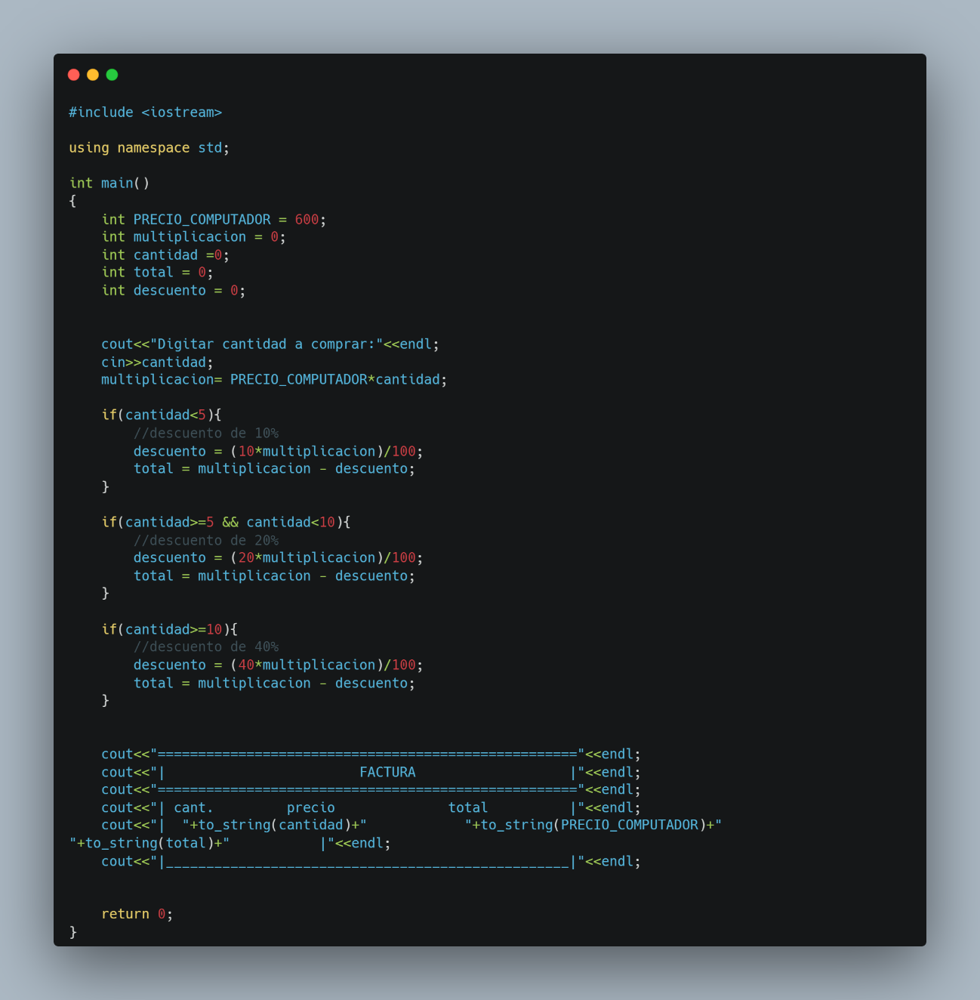 #include <iostream>
using namespace std;
int main()
{
    int PRECIO_COMPUTADOR = 600;
    int multiplicacion = 0;
    int cantidad =0;
    int total = 0;
    int descuento = 0;
    cout<<"Digitar cantidad a comprar:"<<endl;
    cin>>cantidad;
    multiplicacion= PRECIO_COMPUTADOR*cantidad;
    if(cantidad<5){
        //descuento de 10%
        descuento = (10*multiplicacion)/100;
        total = multiplicacion - descuento;
    }
    if(cantidad>=5 && cantidad<10){
        //descuento de 20%
        descuento = (20*multiplicacion)/100;
        total = multiplicacion - descuento;
    }
    if(cantidad>=10){
        //descuento de 40%
        descuento = (40*multiplicacion)/100;
        total = multiplicacion - descuento;
    }
    cout<<"===================================================="<<endl;
    cout<<"|                        FACTURA                   |"<<endl;
    cout<<"===================================================="<<endl;
    cout<<"| cant.         precio              total          |"<<endl;
    cout<<"|  "+to_string(cantidad)+"            "+to_string(PRECIO_COMPUTADOR)+"
"+to_string(total)+"           |"<<endl;
    cout<<"|__________________________________________________|"<<endl;
    return 0;
}